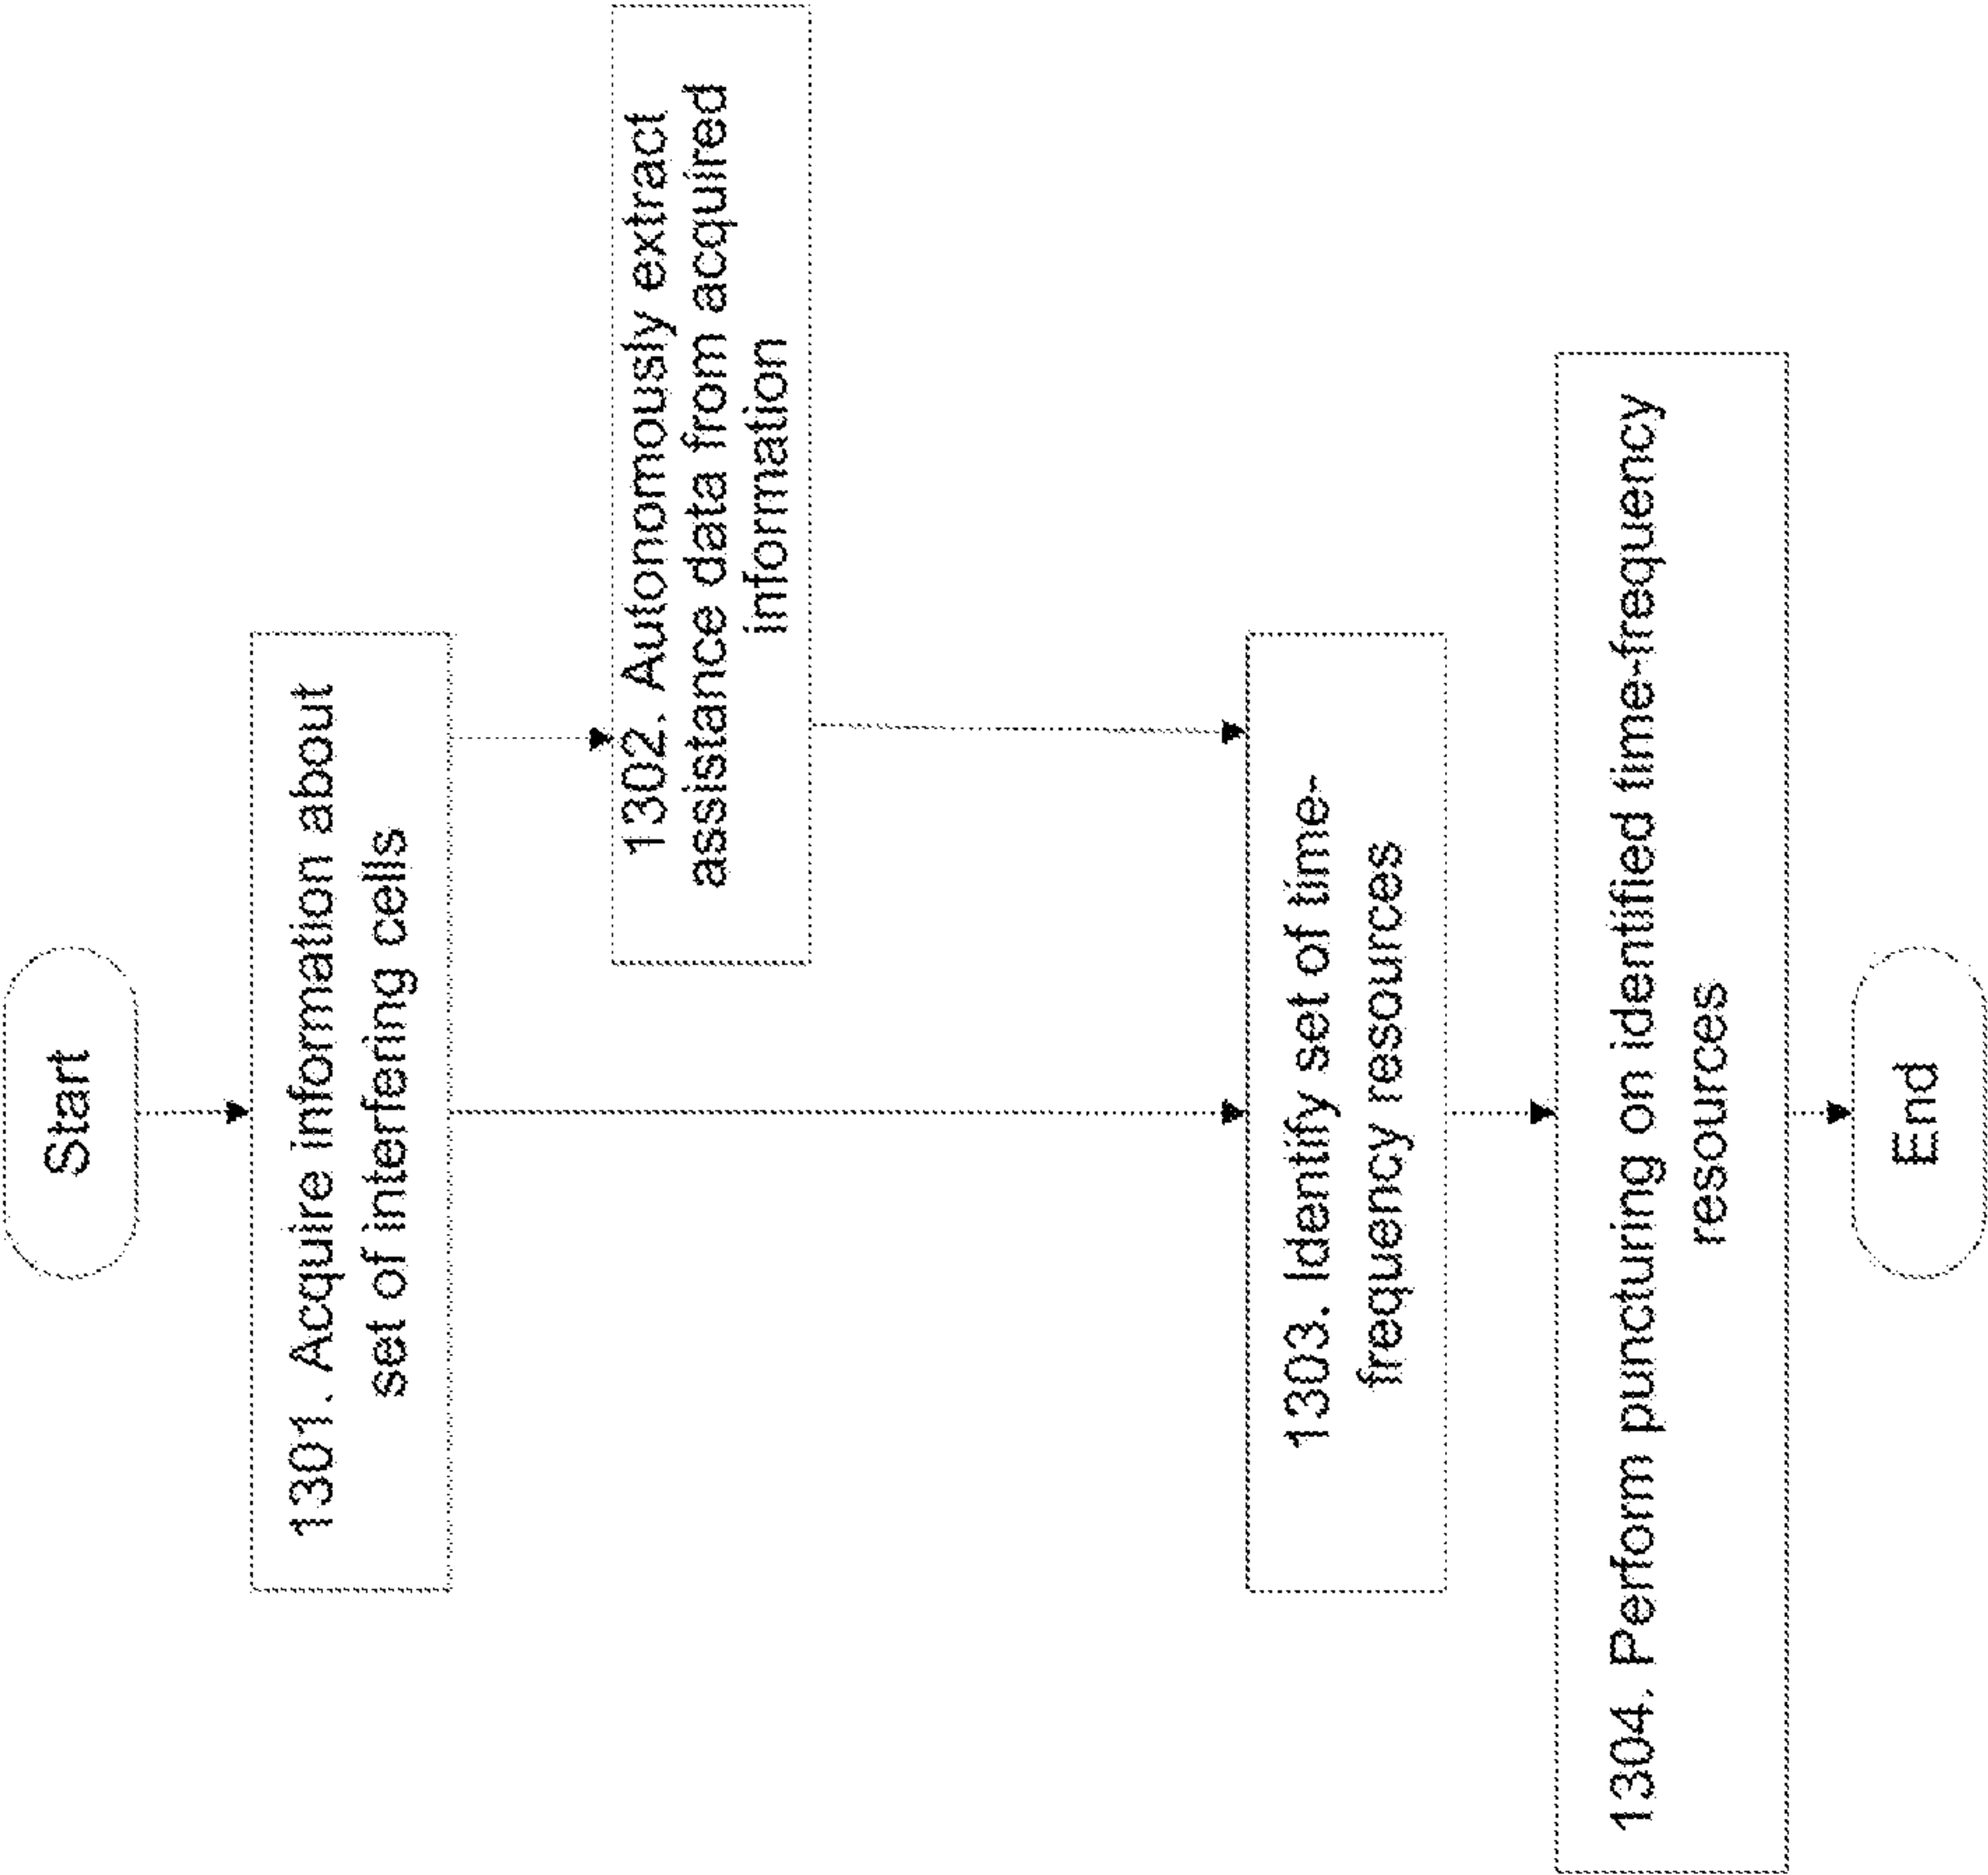 Start
1301. Acquire information about
set of interfering cells
1302. Autonomously extract
assistance data from acquired
information
1303. Identify set of time-
frequency resources
1304. Perform puncturing on identified time-frequency
resources
End